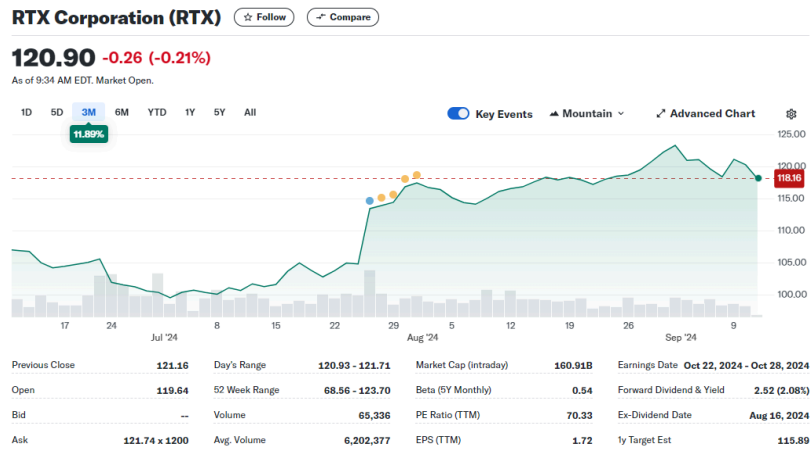 RTX Corporation (RTX) Follow Compare
120.90 -0.26 (-0.21%)
As of 9:34 AM EDT. Market Open.
1D 5D 3M 6M YTD 1Y 5Y All Key Events Mountain Advanced Chart
11.89%
125.00
120.00
118.16
115.00
110.00
105.00
100.00
17 24 8 15 22 29 5 12 19 26 9
Jul '24 Aug '24 Sep '24
Previous Close 121.16 Day's Range 120.93 - 121.71 Market Cap (intraday) 160.91B Earnings Date Oct 22, 2024 - Oct 28, 2024
Open 119.64 52 Week Range 68.56 - 123.70 Beta (5Y Monthly) 0.54 Forward Dividend & Yield 2.52 (2.08%)
Bid -- Volume 65,336 PE Ratio (TTM) 70.33 Ex-Dividend Date Aug 16, 2024
Ask 121.74 x 1200 Avg. Volume 6,202,377 EPS (TTM) 1.72 1y Target Est 115.89